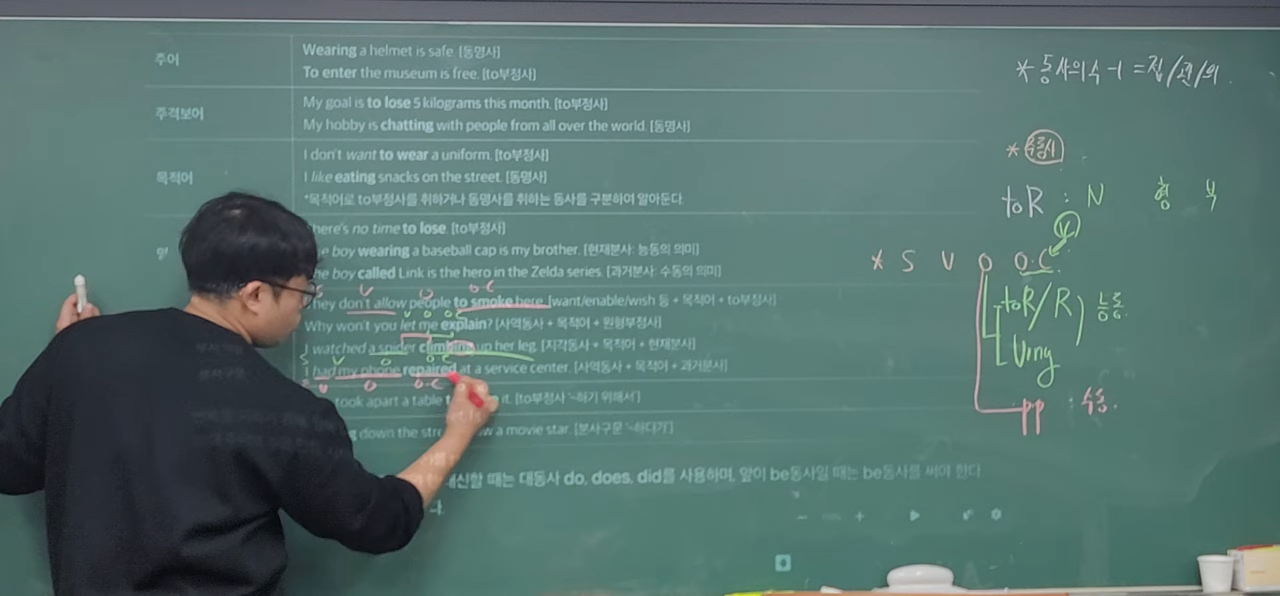 주어
Wearing a helmet is safe. [동명사]
To enter the museum is free. [to부정사]
주격보어
My goal is to lose 5 kilograms this month. [to부정사]
My hobby is chatting with people from all over the world. [동명사]
목적어
I don't want to wear a uniform. [to부정사]
I like eating snacks on the street. [동명사]
*목적어로 to부정사를 취하거나 동명사를 취하는 동사를 구분하여 알아둔다.
here's no time to lose. [to부정사]
e boy wearing a baseball cap is my brother. [현재분사: 능동의 의미]
he boy called Link is the hero in the Zelda series. [과거분사: 수동의 의미]
S V O O.C
They don't allow people to smoke here. [want/enable/wish 등 + 목적어 + to부정사]
V O O.C
Why won't you let me explain? [사역동사 + 목적어 + 원형부정사]
I watched a spider climbing up her leg. [지각동사 + 목적어 + 현재분사]
S V O O.C
I had my phone repaired at a service center. [사역동사 + 목적어 + 과거분사]
S V O O.C
took apart a table t it. [to부정사 '~하기 위해서']
g down the stre w a movie star. [분사구문 '~하다가']
대신할 때는 대동사 do, does, did를 사용하며, 앞이 be동사일 때는 be동사를 써야 한다
* 동사의 수 -1 = 접/관/의
* 준동사
to R : N 형 부
V
* S V O O.C
to R / R ) 능동.
Ving
pp : 수동.